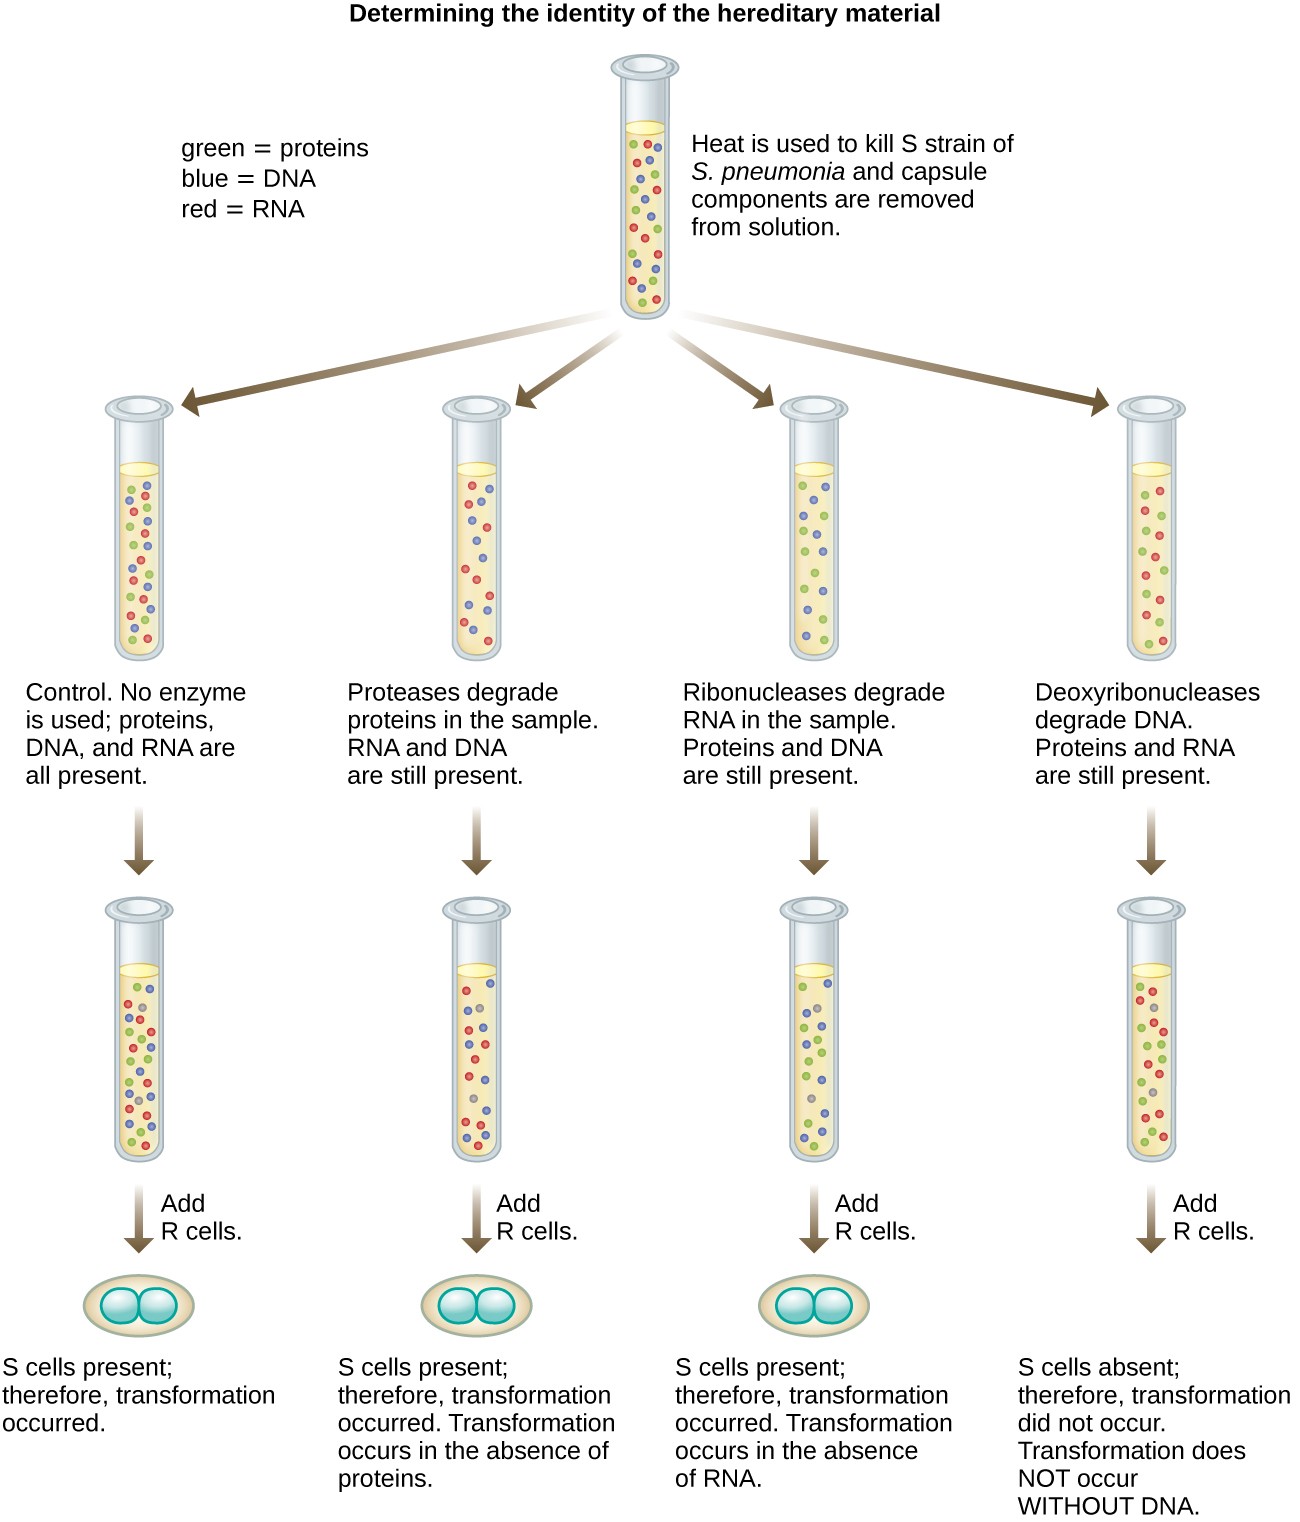 Determining the identity of the hereditary material
green = proteins
blue = DNA
red = RNA
Heat is used to kill S strain of
S. pneumonia and capsule
components are removed
from solution.
Control. No enzyme
is used; proteins,
DNA, and RNA are
all present.
Proteases degrade
proteins in the sample.
RNA and DNA
are still present.
Ribonucleases degrade
RNA in the sample.
Proteins and DNA
are still present.
Deoxyribonucleases
degrade DNA.
Proteins and RNA
are still present.
Add
R cells.
Add
R cells.
Add
R cells.
Add
R cells.
S cells present;
therefore, transformation
occurred.
S cells present;
therefore, transformation
occurred. Transformation
occurs in the absence of
proteins.
S cells present;
therefore, transformation
occurred. Transformation
occurs in the absence
of RNA.
S cells absent;
therefore, transformation
did not occur.
Transformation does
NOT occur
WITHOUT DNA.